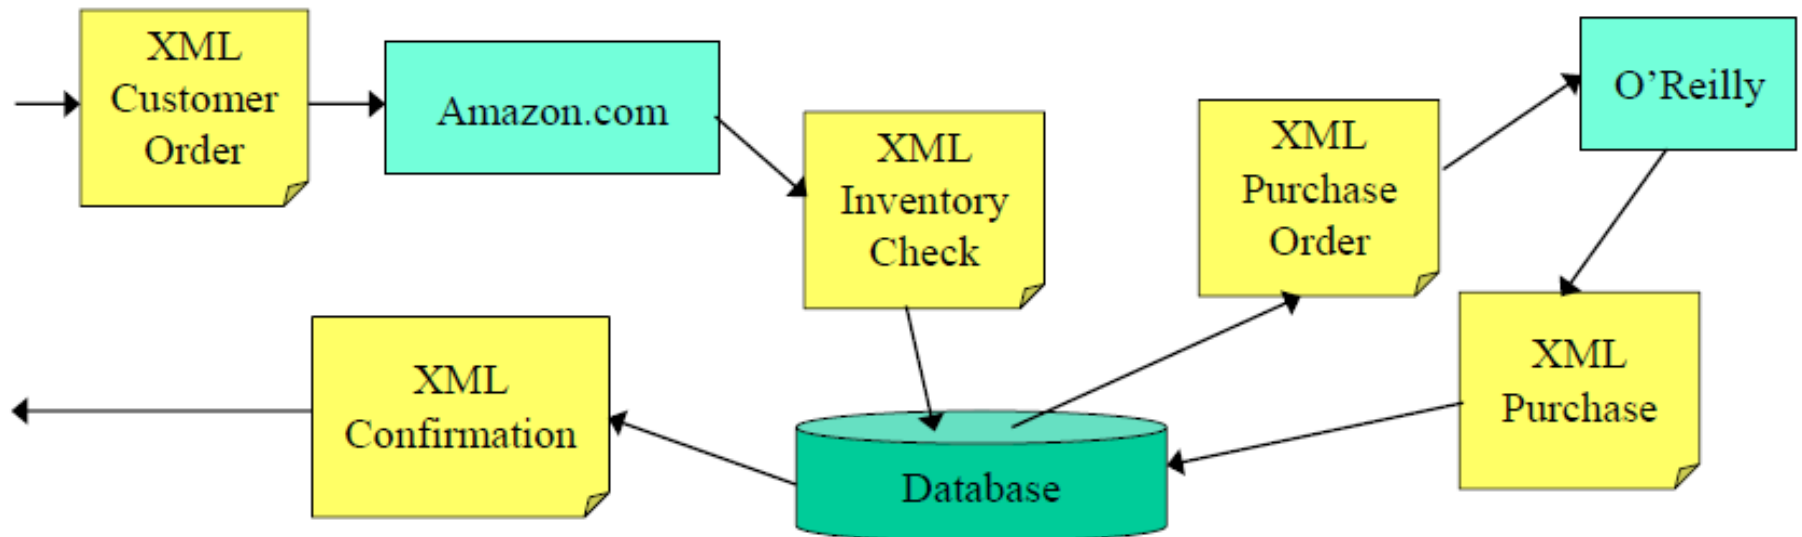 XML
Customer
Order
Amazon.com
XML
Inventory
Check
XML
Purchase
Order
O’Reilly
XML
Confirmation
Database
XML
Purchase